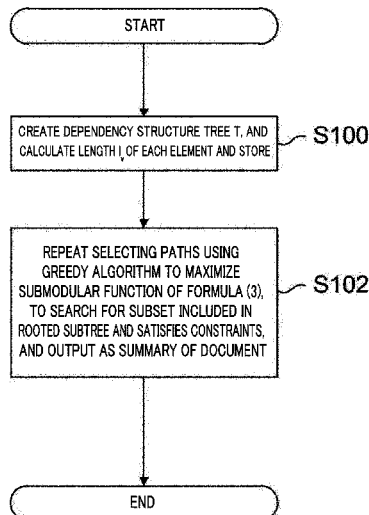 START
CREATE DEPENDENCY STRUCTURE TREE T, AND
CALCULATE LENGTH lv OF EACH ELEMENT AND STORE
S100
REPEAT SELECTING PATHS USING
GREEDY ALGORITHM TO MAXIMIZE
SUBMODULAR FUNCTION OF FORMULA (3),
TO SEARCH FOR SUBSET INCLUDED IN
ROOTED SUBTREE AND SATISFIES CONSTRAINTS,
AND OUTPUT AS SUMMARY OF DOCUMENT
S102
END